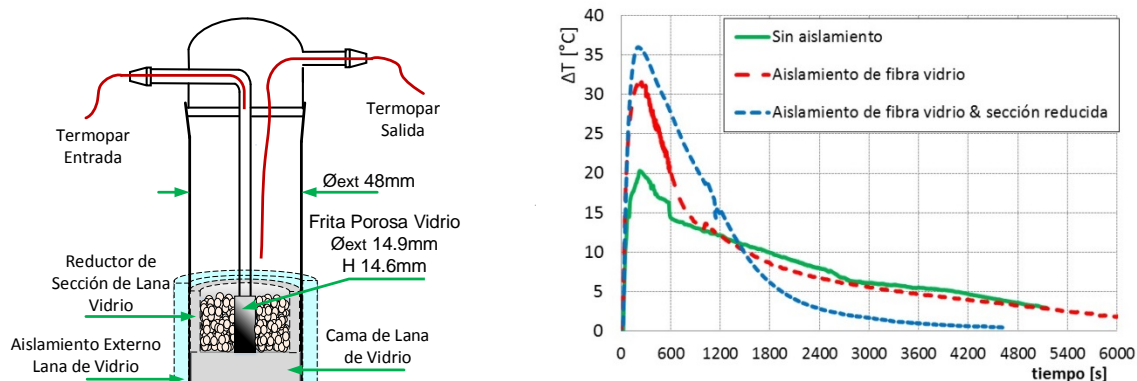 Termopar
Entrada
Termopar
Salida
Øext 48mm
Frita Porosa Vidrio
Øext 14.9mm
H 14.6mm
Reductor de
Sección de Lana
Vidrio
Aislamiento Externo
Lana de Vidrio
Cama de Lana
de Vidrio
ΔT [°C]
40
35
30
25
20
15
10
5
0
Sin aislamiento
Aislamiento de fibra vidrio
Aislamiento de fibra vidrio & sección reducida
0 600 1200 1800 2400 3000 3600 4200 4800 5400 6000
tiempo [s]